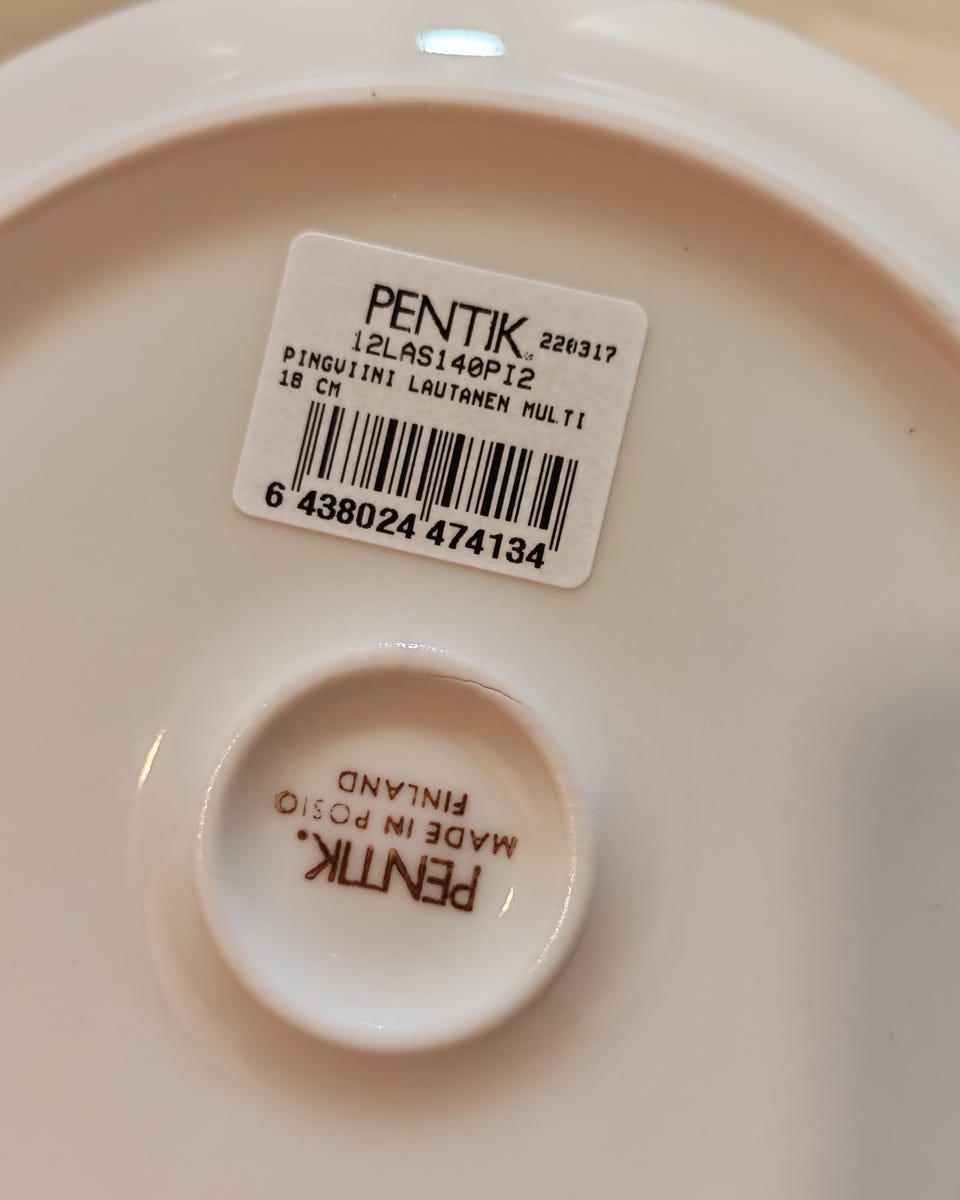 PENTIK
220317
12LAS140PI2
PINGVIINI LAUTANEN MULTI
18 CM
6 438024 474134
PENTIK.
MADE IN POSIO
FINLAND